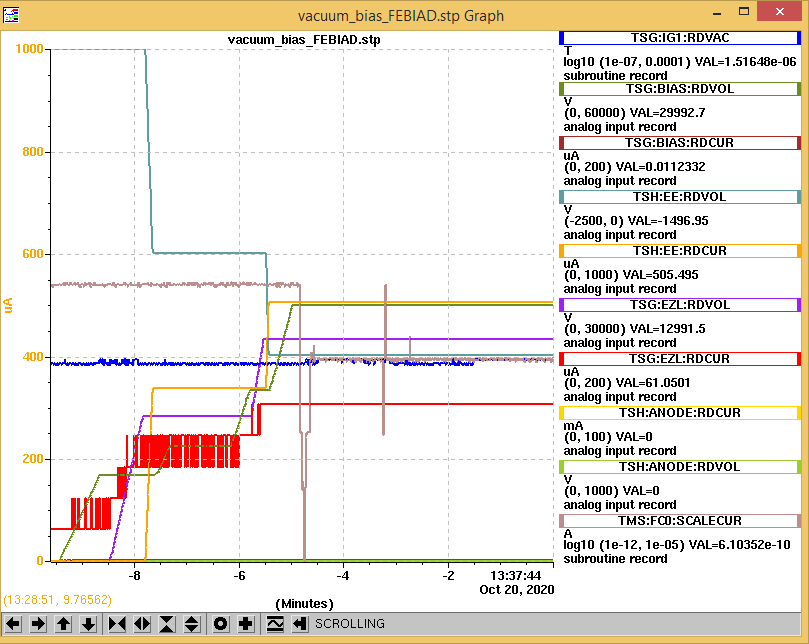 vacuum_bias_FEBIAD.stp Graph
vacuum_bias_FEBIAD.stp
1000
800
600
uA
400
200
0
-8
-6
-4
-2
13:37:44
Oct 20, 2020
(Minutes)
(13:28:51, 9.76562)
SCROLLING
TSG:IG1:RDVAC
T
log10 (1e-07, 0.0001) VAL=1.51648e-06
subroutine record
TSG:BIAS:RDVOL
V
(0, 60000) VAL=29992.7
analog input record
TSG:BIAS:RDCUR
uA
(0, 200) VAL=0.0112332
analog input record
TSH:EE:RDVOL
V
(-2500, 0) VAL=-1496.95
analog input record
TSH:EE:RDCUR
uA
(0, 1000) VAL=505.495
analog input record
TSG:EZL:RDVOL
V
(0, 30000) VAL=12991.5
analog input record
TSG:EZL:RDCUR
uA
(0, 200) VAL=61.0501
analog input record
TSH:ANODE:RDCUR
mA
(0, 100) VAL=0
analog input record
TSH:ANODE:RDVOL
V
(0, 1000) VAL=0
analog input record
TMS:FC0:SCALECUR
A
log10 (1e-12, 1e-05) VAL=6.10352e-10
subroutine record